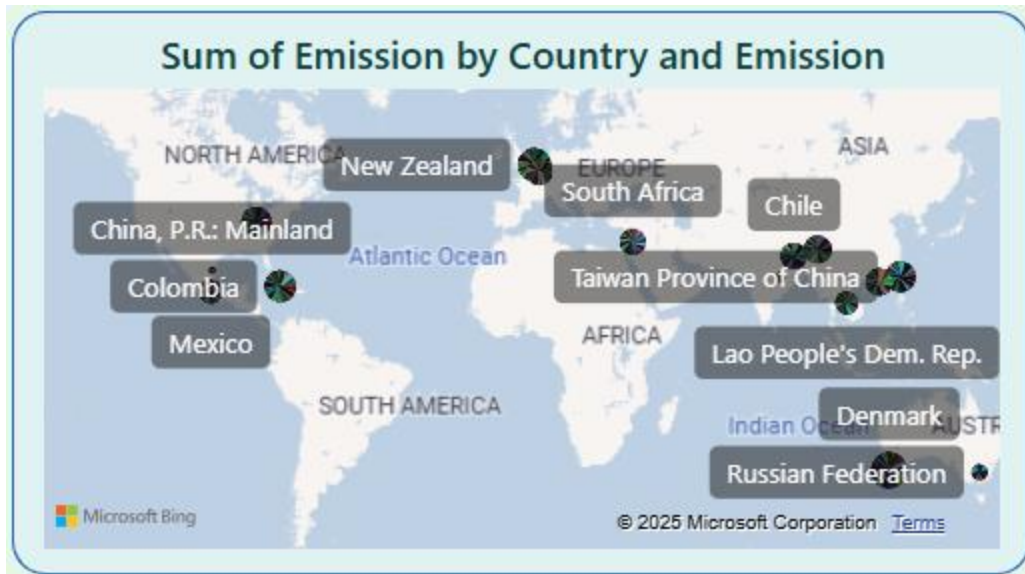 Sum of Emission by Country and Emission
NORTH AMERICA
New Zealand
EUROPE
ASIA
South Africa
Chile
China, P.R.: Mainland
Atlantic Ocean
Taiwan Province of China
Colombia
Mexico
AFRICA
Lao People's Dem. Rep.
SOUTH AMERICA
Denmark
Indian Ocean
AUSTR
Russian Federation
Microsoft Bing
© 2025 Microsoft Corporation Terms